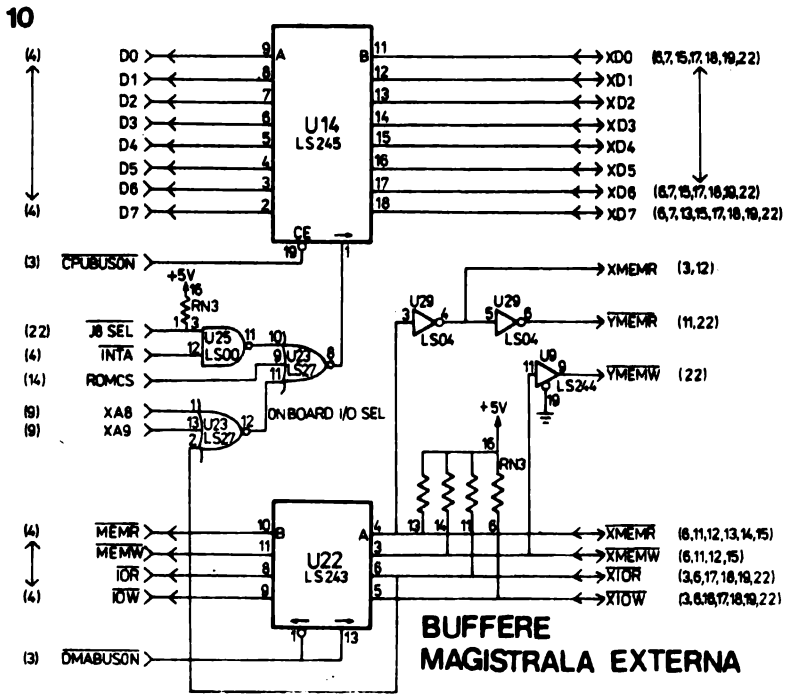 10
(4) D0 9 A B 11 XD0 (6,7,15,17,18,19,22)
D1 8 12 XD1
D2 7 13 XD2
D3 6 U14 14 XD3
D4 5 LS245 15 XD4
D5 4 16 XD5
D6 3 17 XD6 (6,7,15,17,18,19,22)
(4) D7 2 18 XD7 (6,7,13,15,17,18,19,22)
CE
19 1
(3) CPUBUSON
+5V
16
RN3
XMEMR (3,12)
U29 U29
(22) J8 SEL 1 3 U25 11 10 3 4 5 6 YMEMR (11,22)
LS04 LS04
(4) INTA 12 LS00 9 U23 8
U9
(14) ROMCS 11 LS27 11 9 YMEMW (22)
LS244
19
(9) XA8 1 ONBOARD I/O SEL
+5V
(9) XA9 13 U23 12
2 LS27
16
RN3
13 14 11 6
(4) MEMR 10 B A 4 XMEMR (6,11,12,13,14,15)
MEMW 11 U22 3 XMEMW (6,11,12,15)
IOR 8 LS243 6 XIOR (3,6,17,18,19,22)
(4) IOW 9 5 XIOW (3,6,16,17,18,19,22)
1 13
BUFFERE
(3) DMABUSON
MAGISTRALA EXTERNA